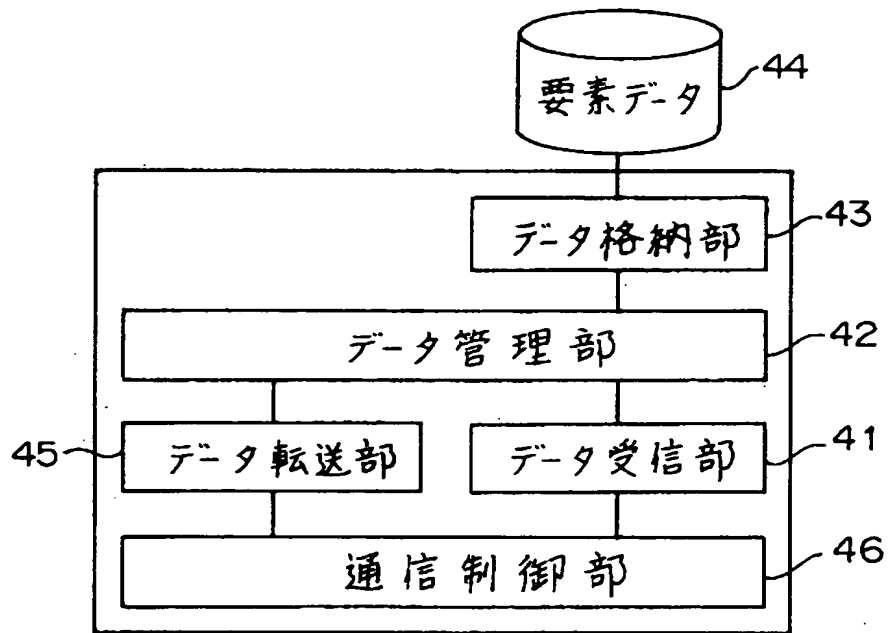 要素データ
44
データ格納部
43
データ管理部
42
45
データ転送部
データ受信部
41
通信制御部
46